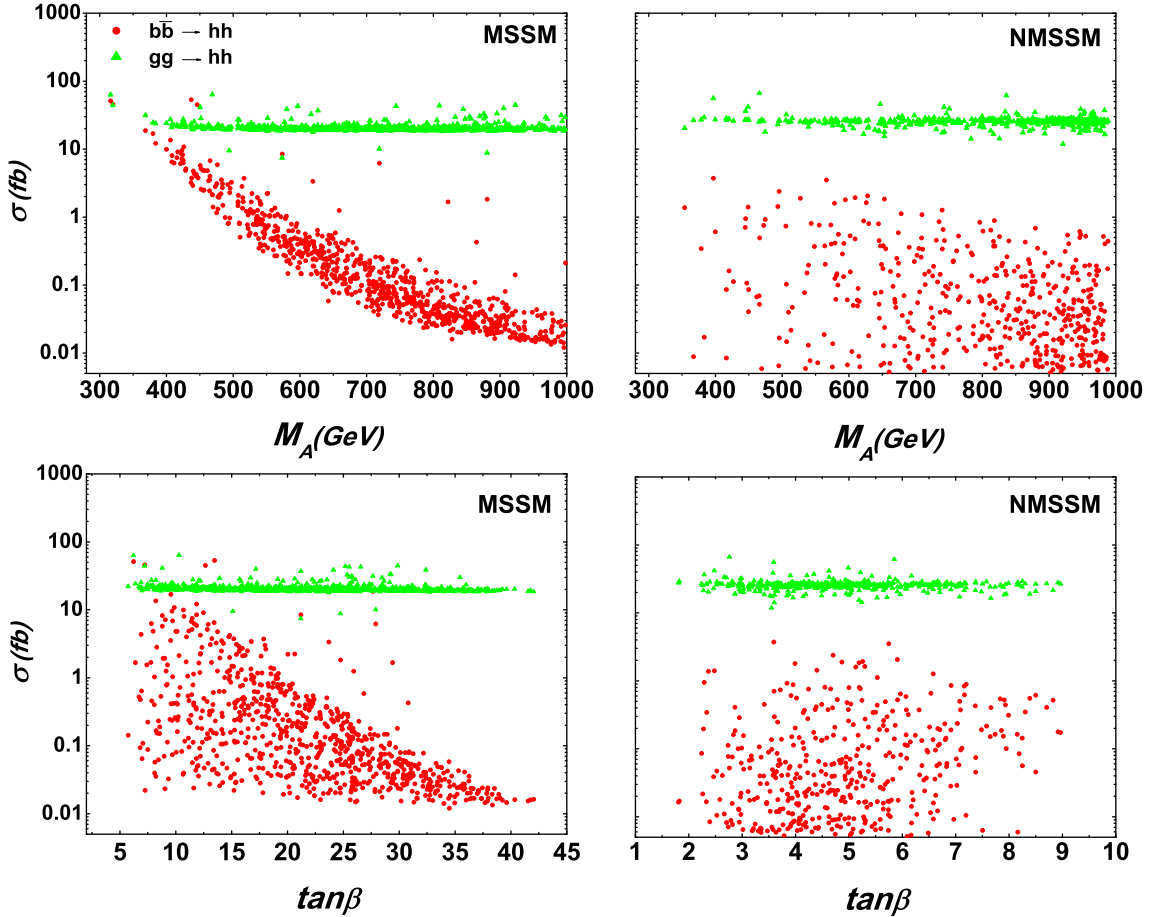 1000
100
10
1
0.1
0.01
σ (fb)
bb̅ → hh
gg → hh
MSSM
NMSSM
300 400 500 600 700 800 900 1000
300 400 500 600 700 800 900 1000
M_A (GeV)
M_A (GeV)
1000
100
10
1
0.1
0.01
σ (fb)
MSSM
NMSSM
5 10 15 20 25 30 35 40 45
1 2 3 4 5 6 7 8 9 10
tanβ
tanβ